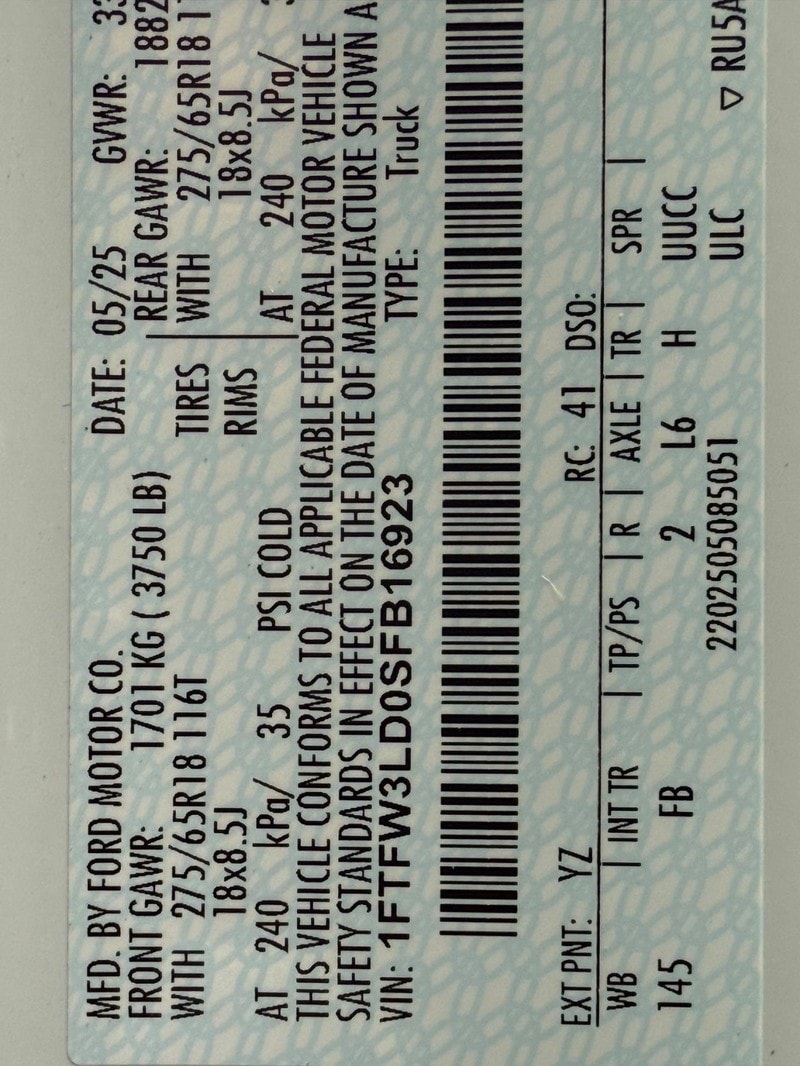 MFD. BY FORD MOTOR CO. DATE: 05/25 GVWR:
FRONT GAWR: 1701 KG ( 3750 LB) REAR GAWR: 1882
WITH 275/65R18 116T TIRES WITH 275/65R18
18x8.5J RIMS 18x8.5J
AT 240 kPa/ 35 PSI COLD AT 240 kPa/
THIS VEHICLE CONFORMS TO ALL APPLICABLE FEDERAL MOTOR VEHICLE
SAFETY STANDARDS IN EFFECT ON THE DATE OF MANUFACTURE SHOWN A
VIN: 1FTFW3LD0SFB16923 TYPE: Truck
EXT PNT: YZ RC: 41 DSO:
WB | INT TR | TP/PS | R | AXLE | TR | SPR |
145 FB 2 L6 H UUCC
2202505085051 ULC ▽ RU5A